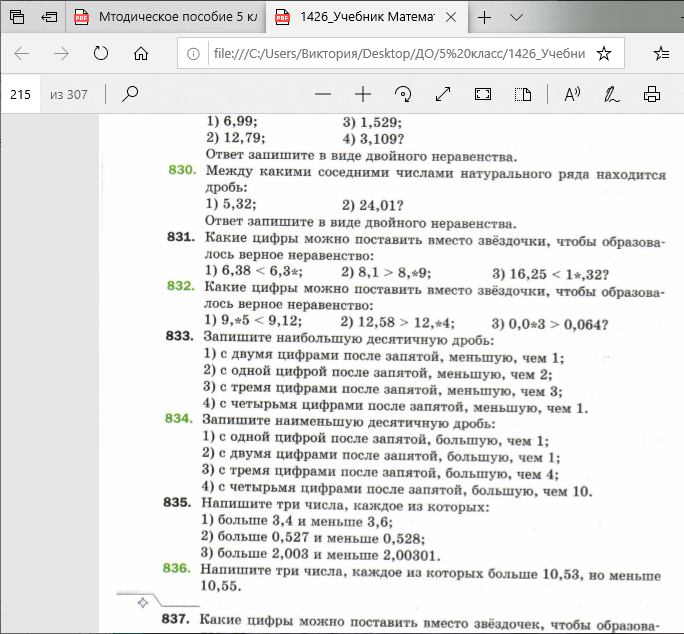 Мтодическое пособие 5 кл
1426_Учебник Матема
file:///C:/Users/Виктория/Desktop/ДО/5%20класс/1426_Учебни
215 из 307
1) 6,99; 3) 1,529;
2) 12,79; 4) 3,109?
Ответ запишите в виде двойного неравенства.
830. Между какими соседними числами натурального ряда находится
дробь:
1) 5,32; 2) 24,01?
Ответ запишите в виде двойного неравенства.
831. Какие цифры можно поставить вместо звёздочки, чтобы образова-
лось верное неравенство:
1) 6,38 < 6,3*; 2) 8,1 > 8,*9; 3) 16,25 < 1*,32?
832. Какие цифры можно поставить вместо звёздочки, чтобы образова-
лось верное неравенство:
1) 9,*5 < 9,12; 2) 12,58 > 12,*4; 3) 0,0*3 > 0,064?
833. Запишите наибольшую десятичную дробь:
1) с двумя цифрами после запятой, меньшую, чем 1;
2) с одной цифрой после запятой, меньшую, чем 2;
3) с тремя цифрами после запятой, меньшую, чем 3;
4) с четырьмя цифрами после запятой, меньшую, чем 1.
834. Запишите наименьшую десятичную дробь:
1) с одной цифрой после запятой, большую, чем 1;
2) с двумя цифрами после запятой, большую, чем 1;
3) с тремя цифрами после запятой, большую, чем 4;
4) с четырьмя цифрами после запятой, большую, чем 10.
835. Напишите три числа, каждое из которых:
1) больше 3,4 и меньше 3,6;
2) больше 0,527 и меньше 0,528;
3) больше 2,003 и меньше 2,00301.
836. Напишите три числа, каждое из которых больше 10,53, но меньше
10,55.
837. Какие цифры можно поставить вместо звёздочек, чтобы образова-